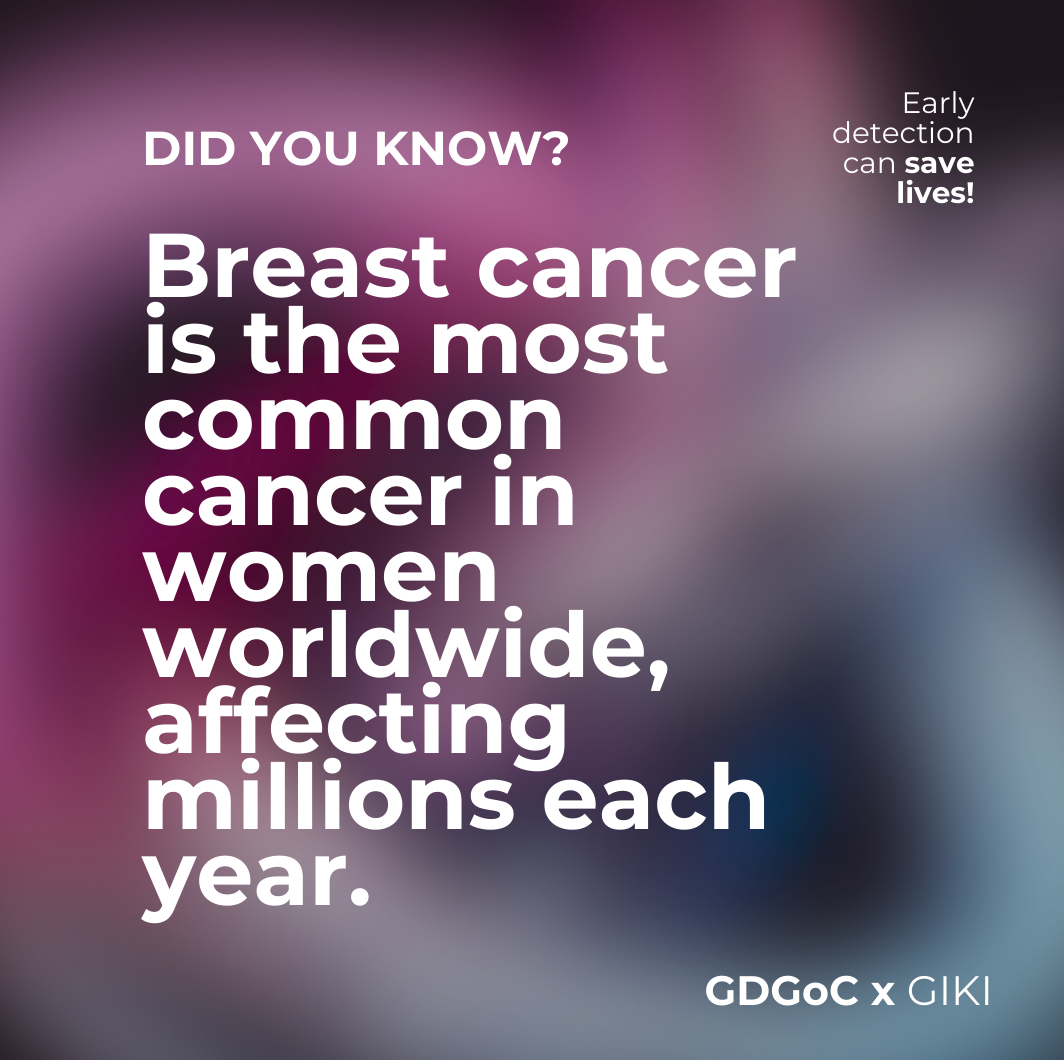 DID YOU KNOW?
Early
detection
can save
lives!
Breast cancer
is the most
common
cancer in
women
worldwide,
affecting
millions each
year.
GDGoC x GIKI